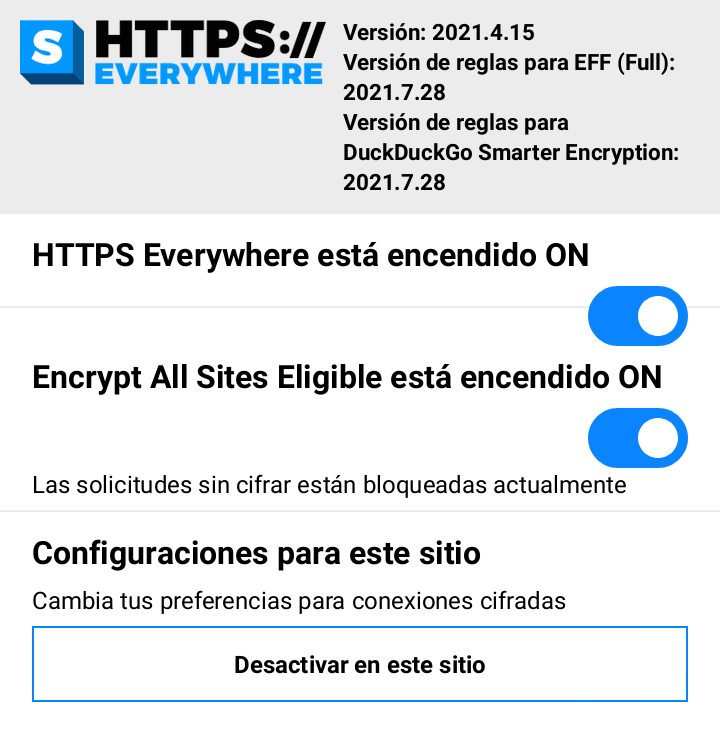 S HTTPS://
EVERYWHERE
Versión: 2021.4.15
Versión de reglas para EFF (Full):
2021.7.28
Versión de reglas para
DuckDuckGo Smarter Encryption:
2021.7.28
HTTPS Everywhere está encendido ON
Encrypt All Sites Eligible está encendido ON
Las solicitudes sin cifrar están bloqueadas actualmente
Configuraciones para este sitio
Cambia tus preferencias para conexiones cifradas
Desactivar en este sitio